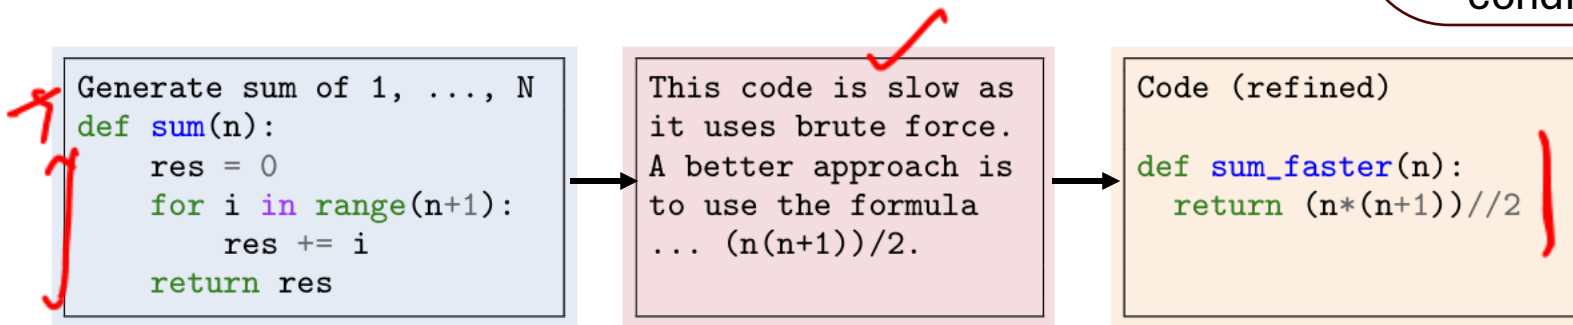 condi
Generate sum of 1, ..., N
def sum(n):
    res = 0
    for i in range(n+1):
        res += i
    return res
This code is slow as
it uses brute force.
A better approach is
to use the formula
... (n(n+1))/2.
Code (refined)
def sum_faster(n):
  return (n*(n+1))//2